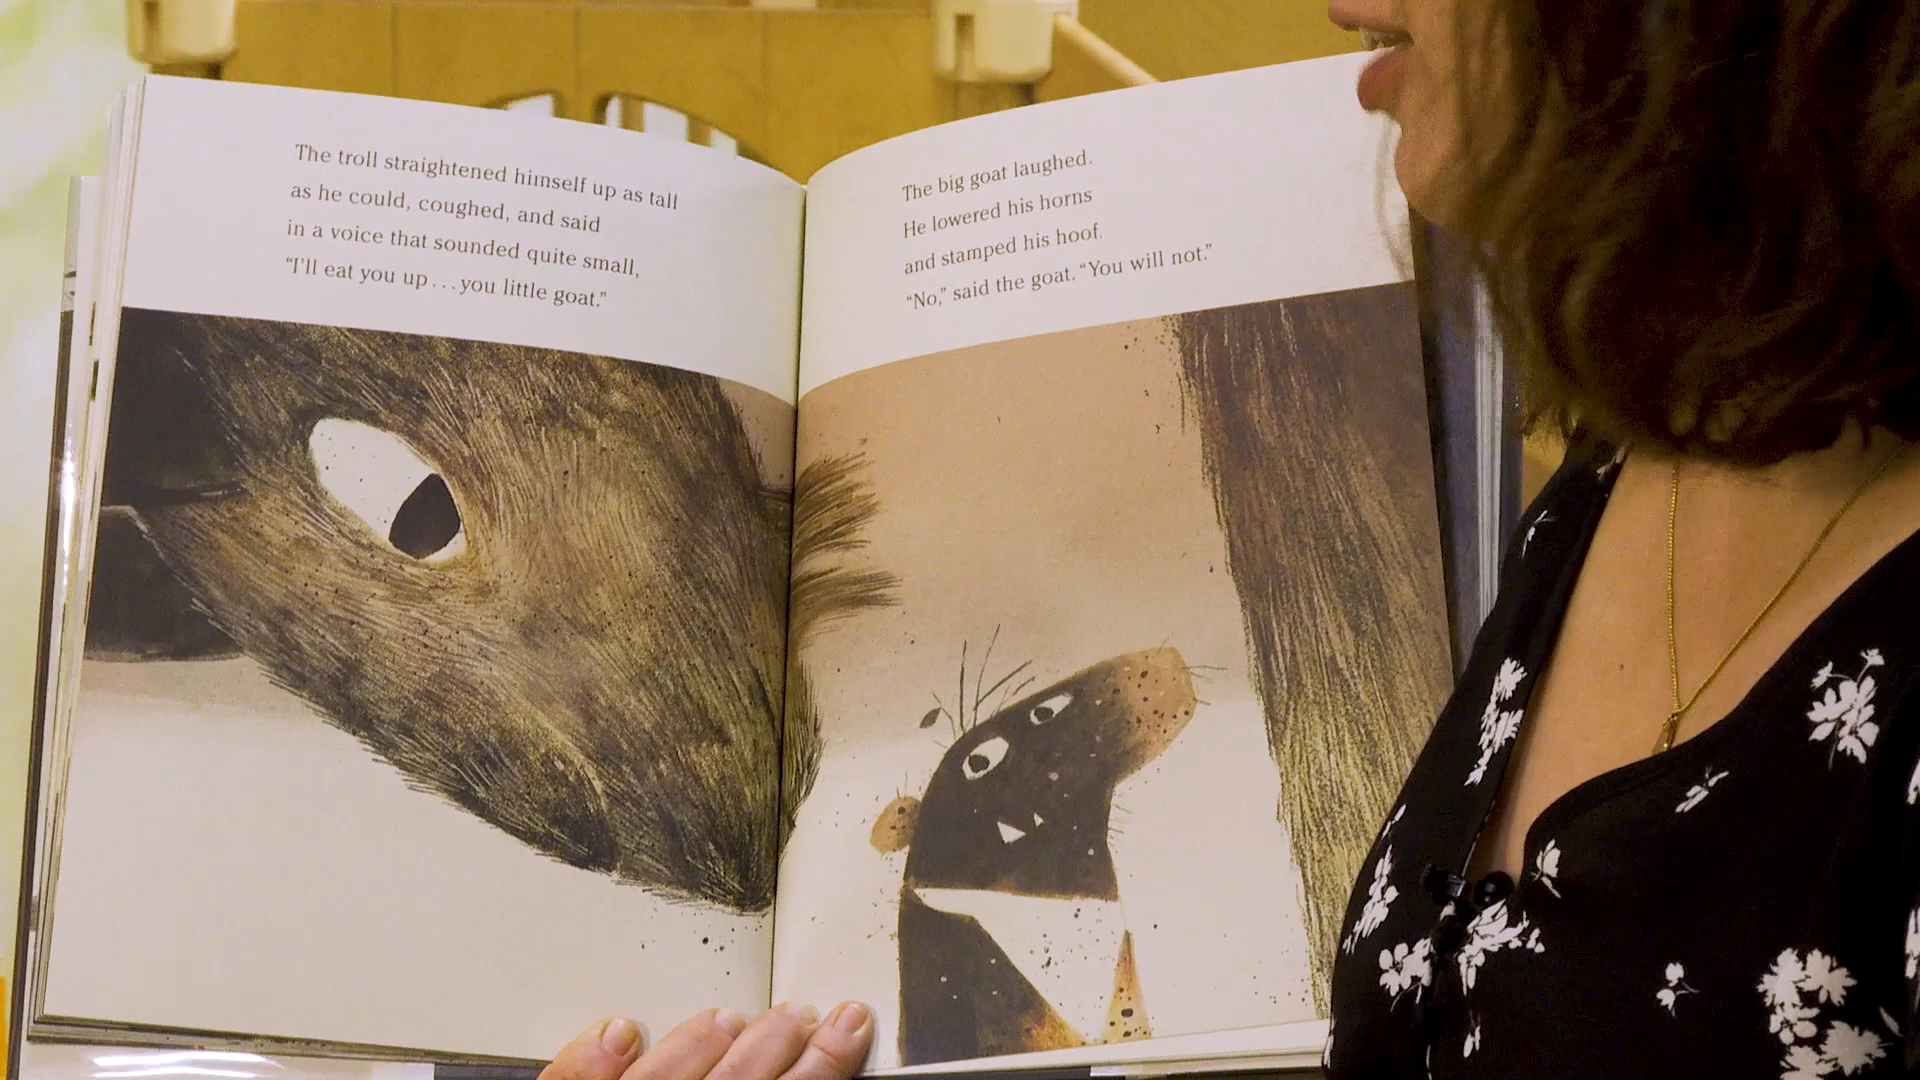 The troll straightened himself up as tall
as he could, coughed, and said
in a voice that sounded quite small,
“I’ll eat you up . . . you little goat.”
The big goat laughed.
He lowered his horns
and stamped his hoof.
“No,” said the goat. “You will not.”